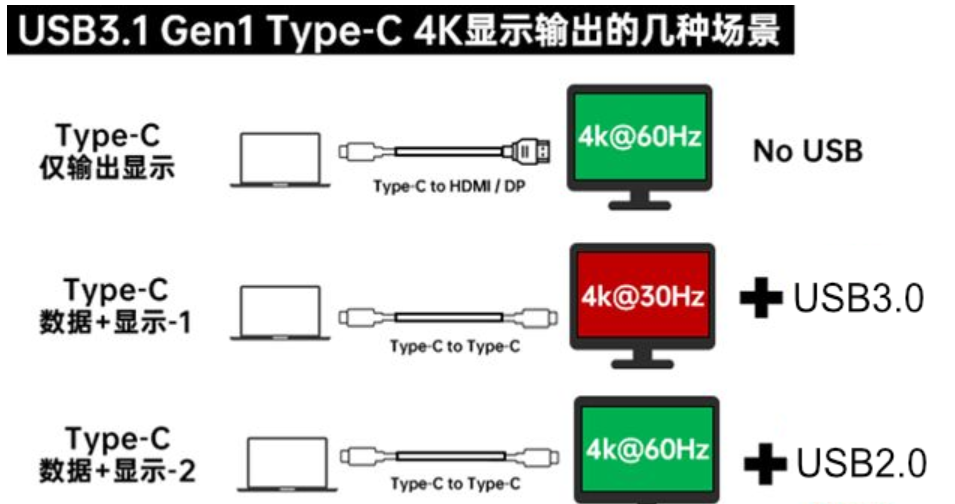 USB3.1 Gen1 Type-C 4K显示输出的几种场景
Type-C
仅输出显示
Type-C to HDMI / DP
4k@60Hz
No USB
Type-C
数据+显示-1
Type-C to Type-C
4k@30Hz
+ USB3.0
Type-C
数据+显示-2
Type-C to Type-C
4k@60Hz
+ USB2.0